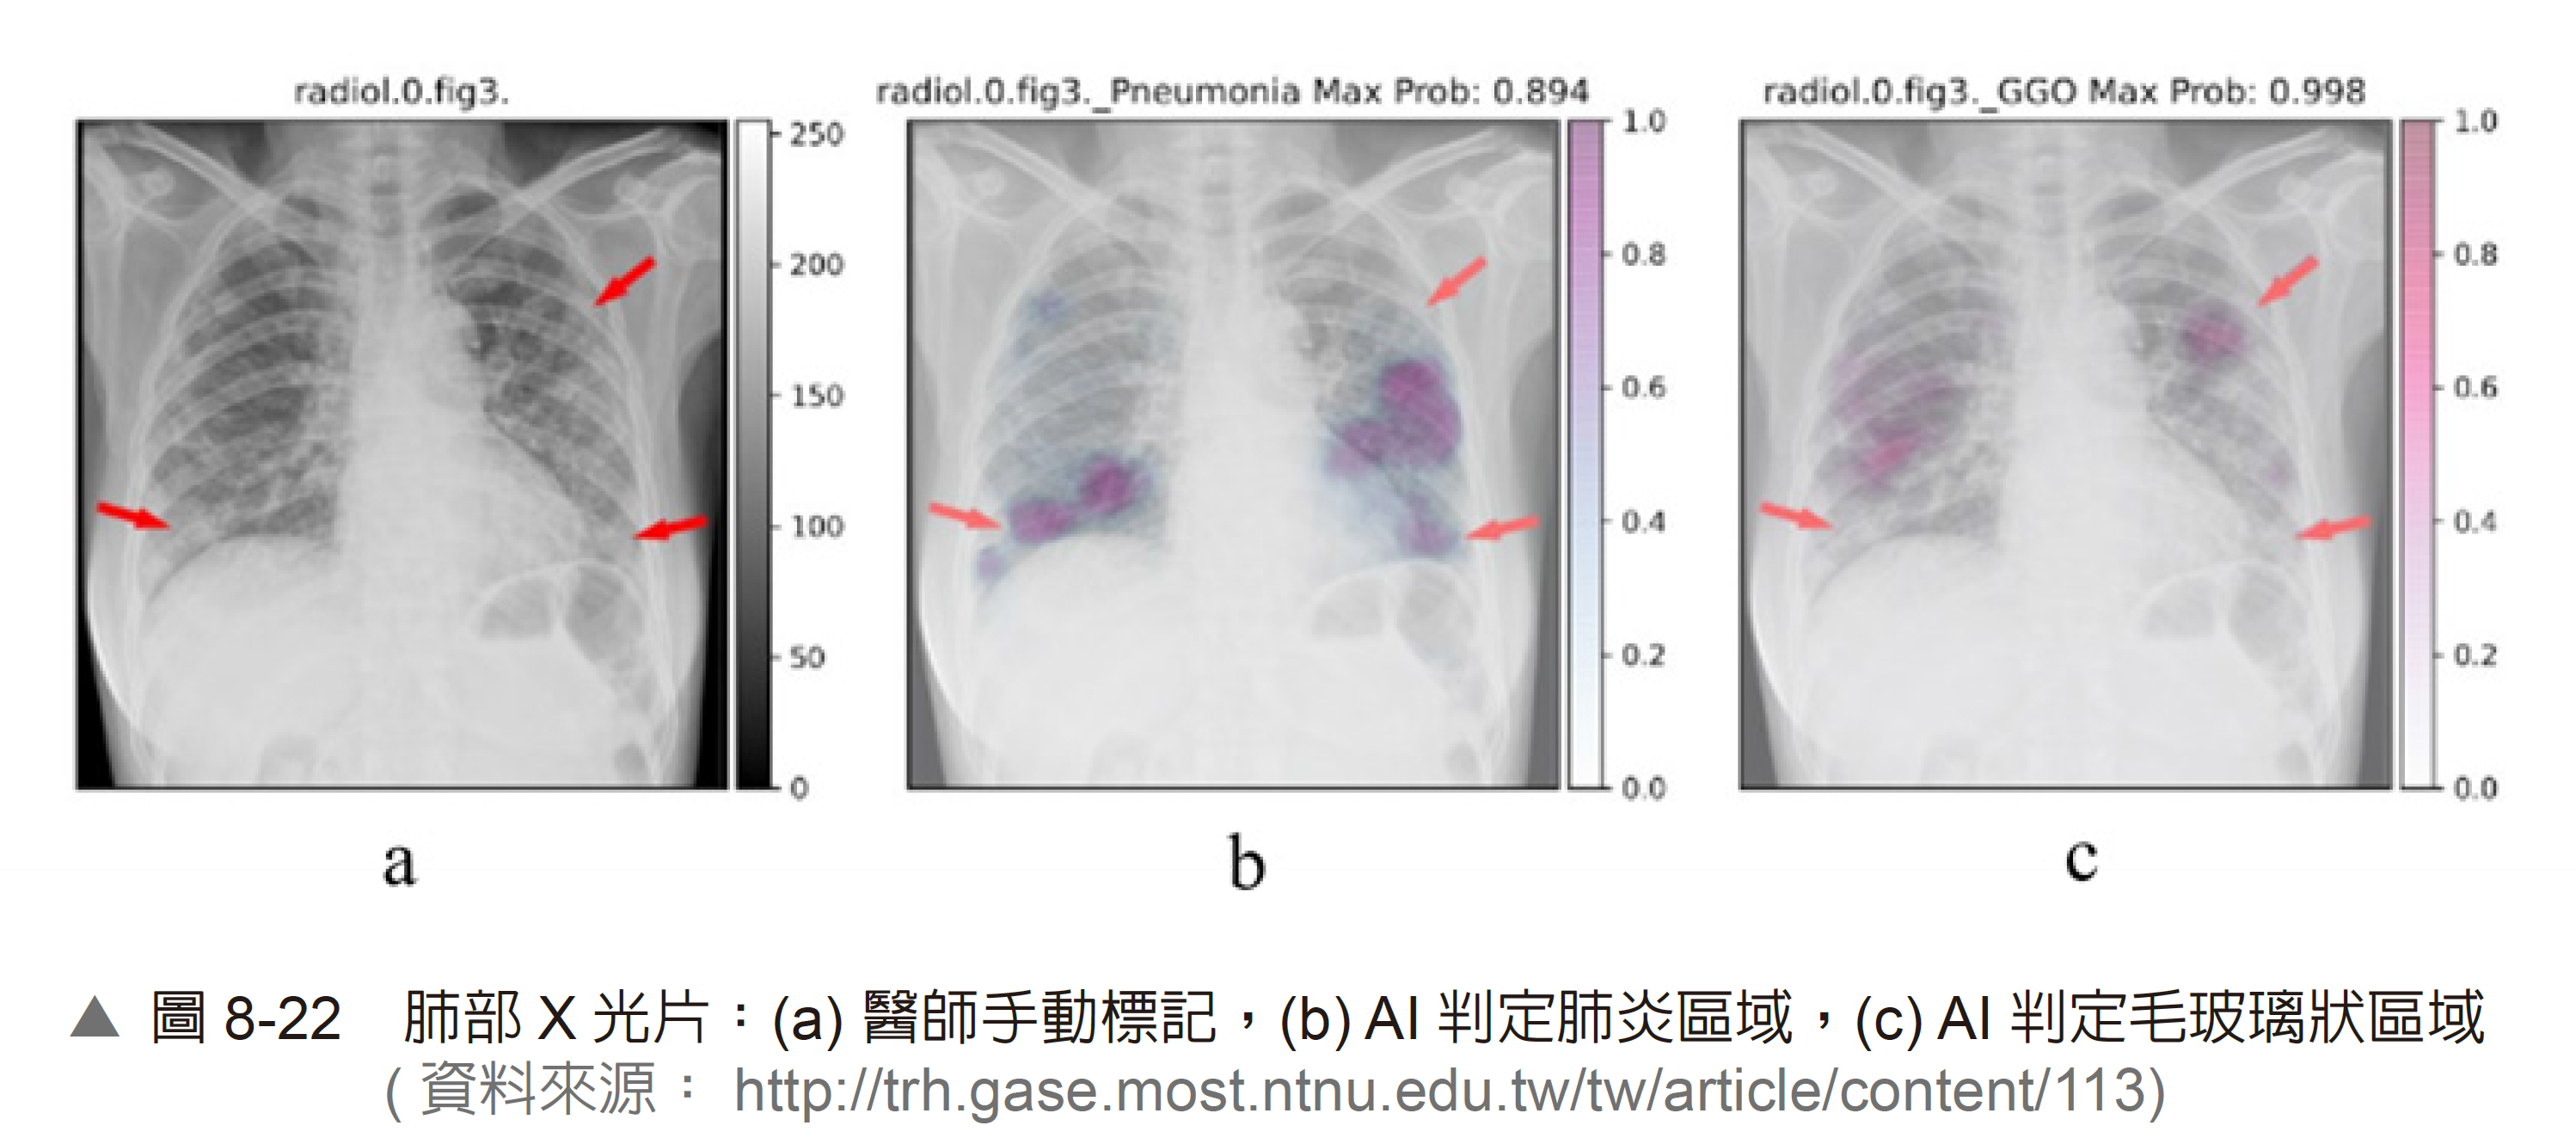 radiol.0.fig3.
radiol.0.fig3._Pneumonia Max Prob: 0.894
radiol.0.fig3._GGO Max Prob: 0.998
250
200
150
100
50
0
1.0
0.8
0.6
0.4
0.2
0.0
1.0
0.8
0.6
0.4
0.2
0.0
a
b
c
▲ 圖 8-22 肺部 X 光片：(a) 醫師手動標記，(b) AI 判定肺炎區域，(c) AI 判定毛玻璃狀區域
( 資料來源： http://trh.gase.most.ntnu.edu.tw/tw/article/content/113)